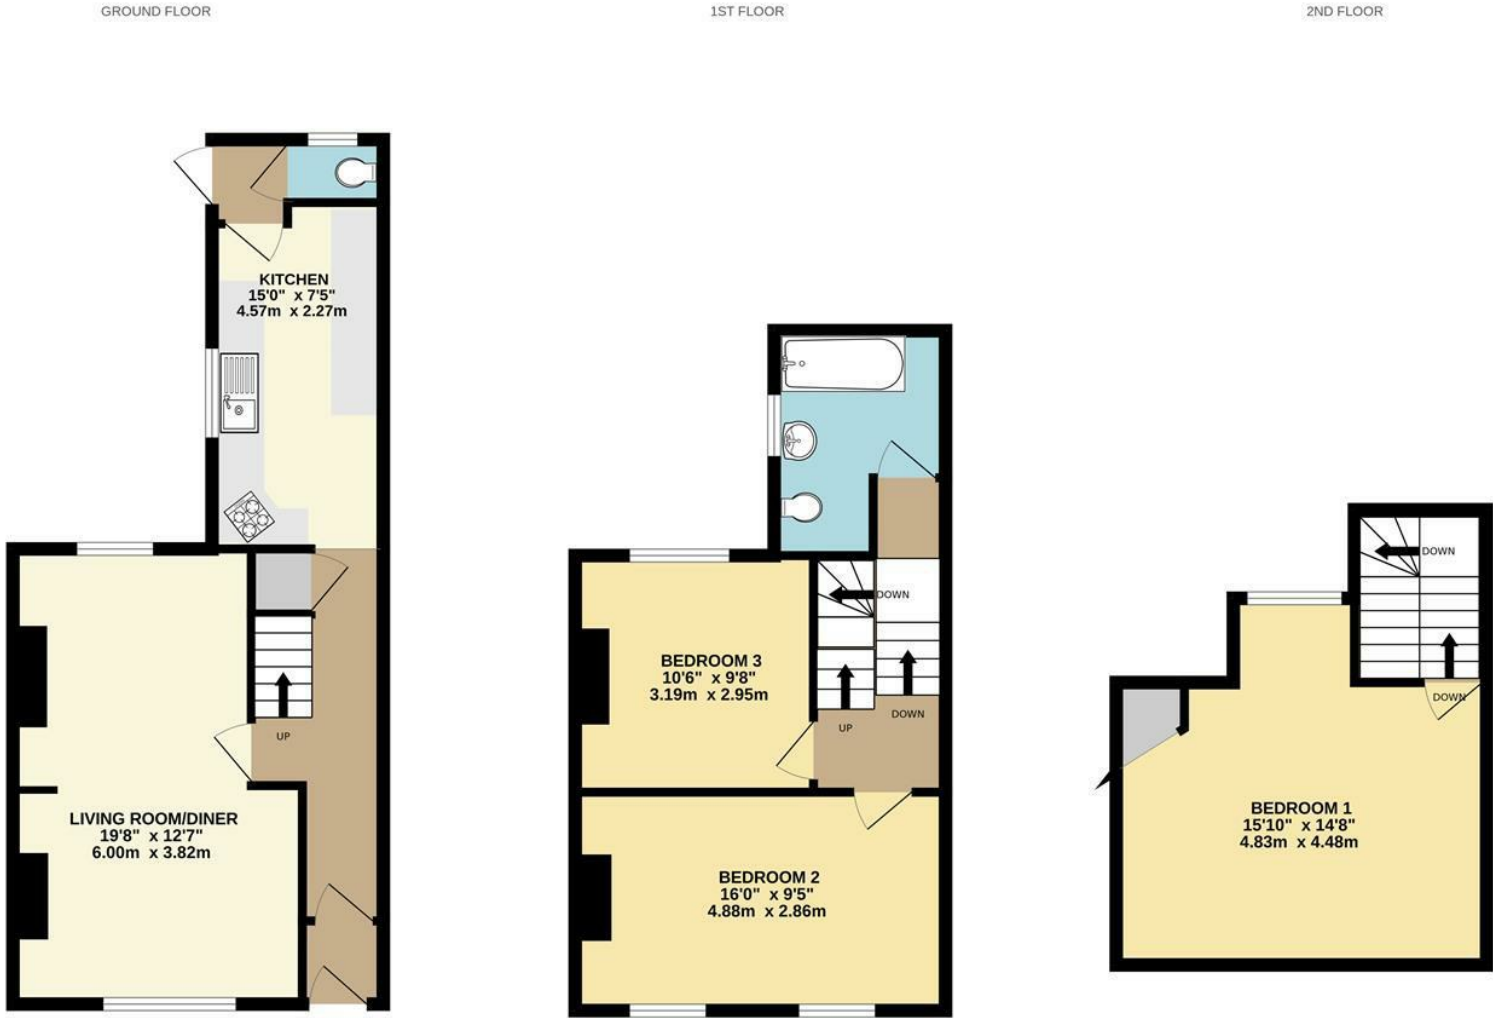 GROUND FLOOR
1ST FLOOR
2ND FLOOR
KITCHEN
15'0" x 7'5"
4.57m x 2.27m
UP
LIVING ROOM/DINER
19'8" x 12'7"
6.00m x 3.82m
DOWN
BEDROOM 3
10'6" x 9'8"
3.19m x 2.95m
UP
DOWN
BEDROOM 2
16'0" x 9'5"
4.88m x 2.86m
DOWN
DOWN
BEDROOM 1
15'10" x 14'8"
4.83m x 4.48m